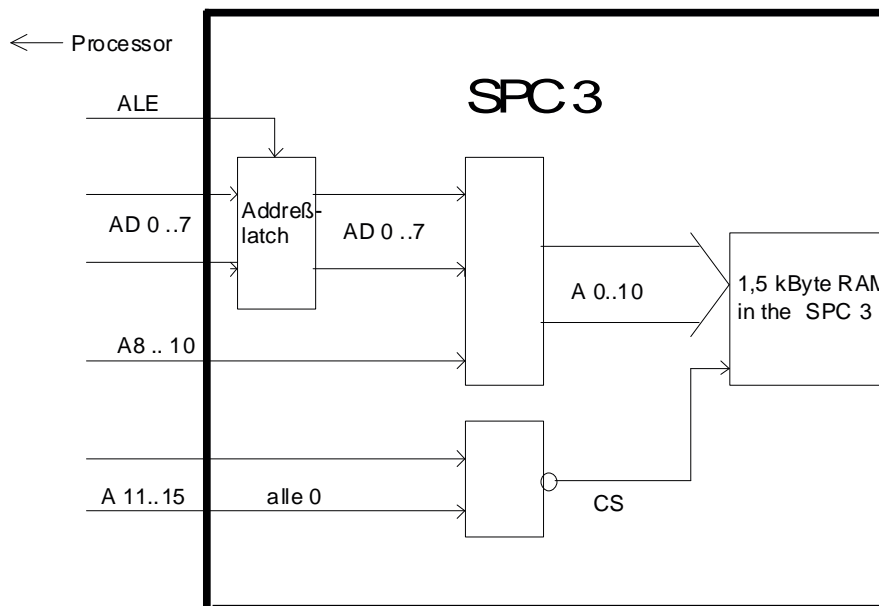 Processor
SPC 3
ALE
Addreß-
latch
AD 0 ..7
AD 0 ..7
A 0..10
1,5 kByte RAM
in the SPC 3
A8 .. 10
A 11..15
alle 0
CS